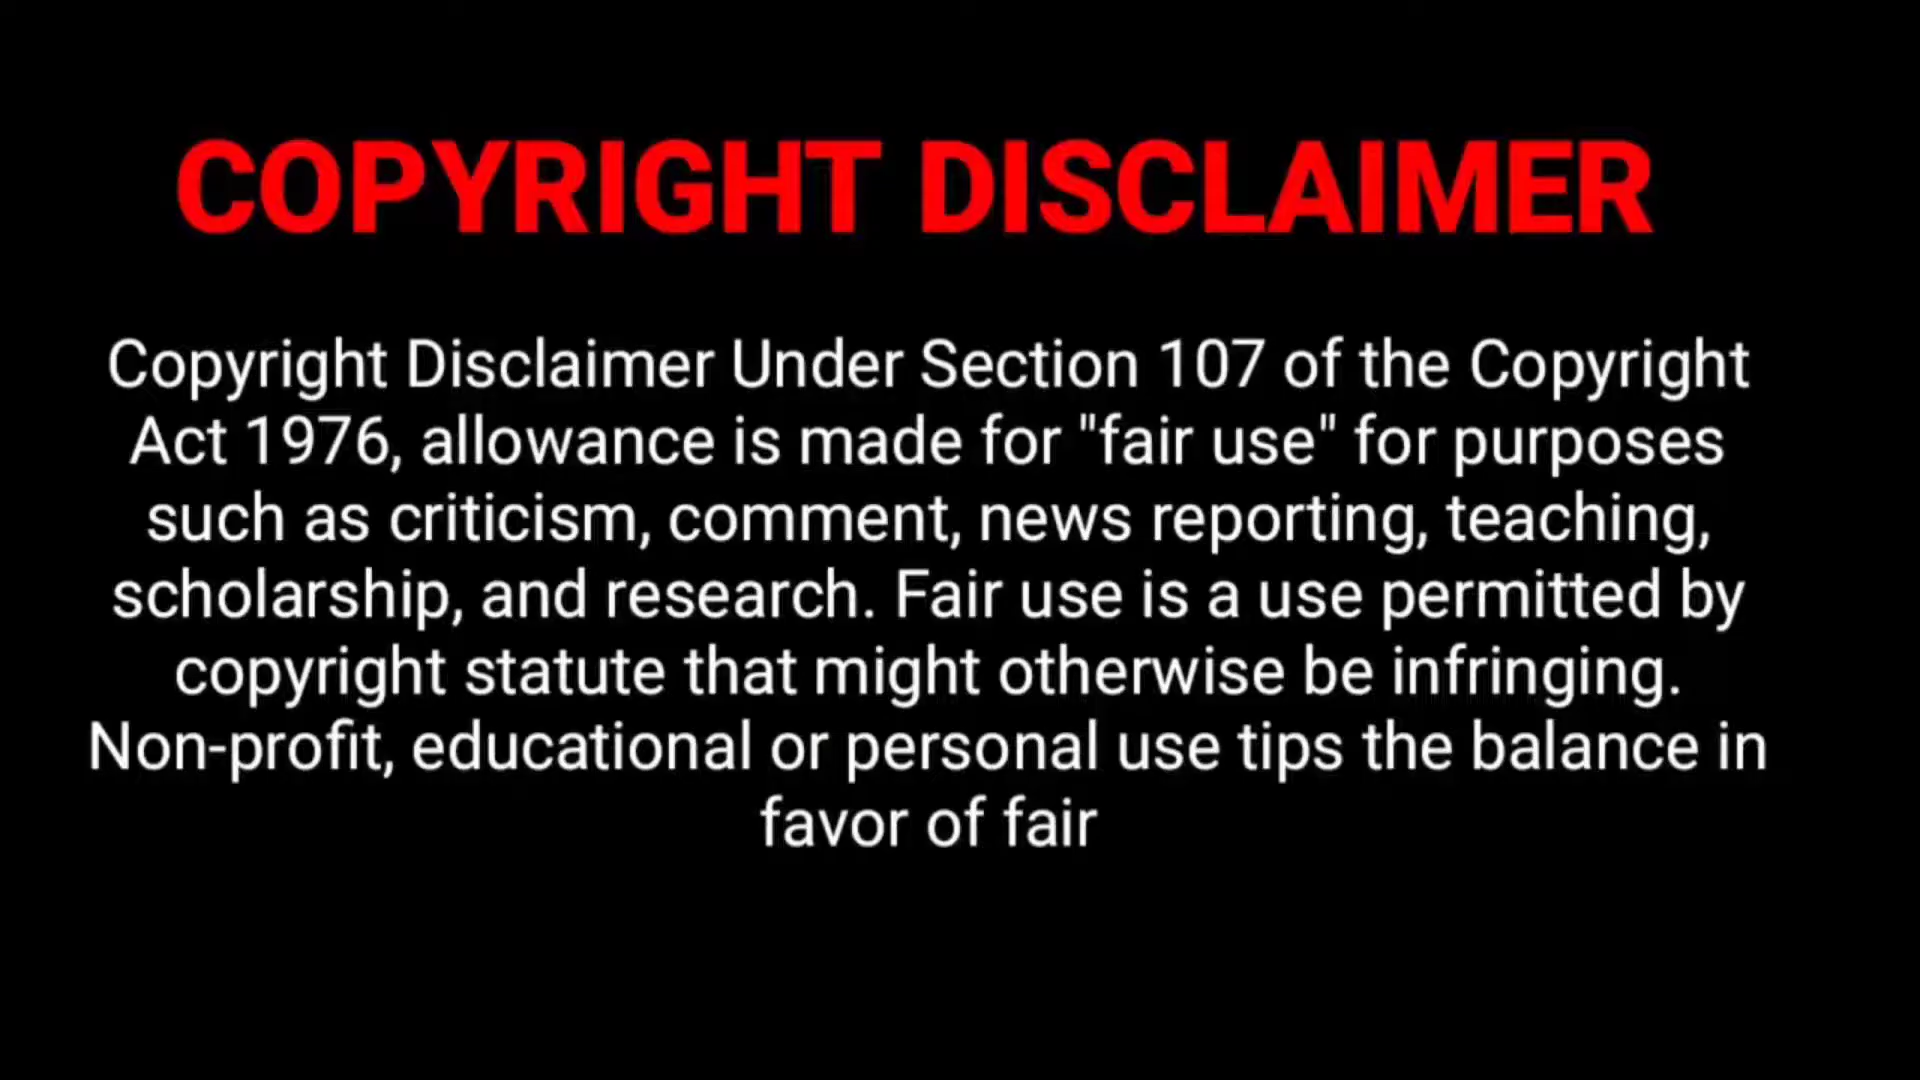 COPYRIGHT DISCLAIMER
Copyright Disclaimer Under Section 107 of the Copyright
Act 1976, allowance is made for "fair use" for purposes
such as criticism, comment, news reporting, teaching,
scholarship, and research. Fair use is a use permitted by
copyright statute that might otherwise be infringing.
Non-profit, educational or personal use tips the balance in
favor of fair